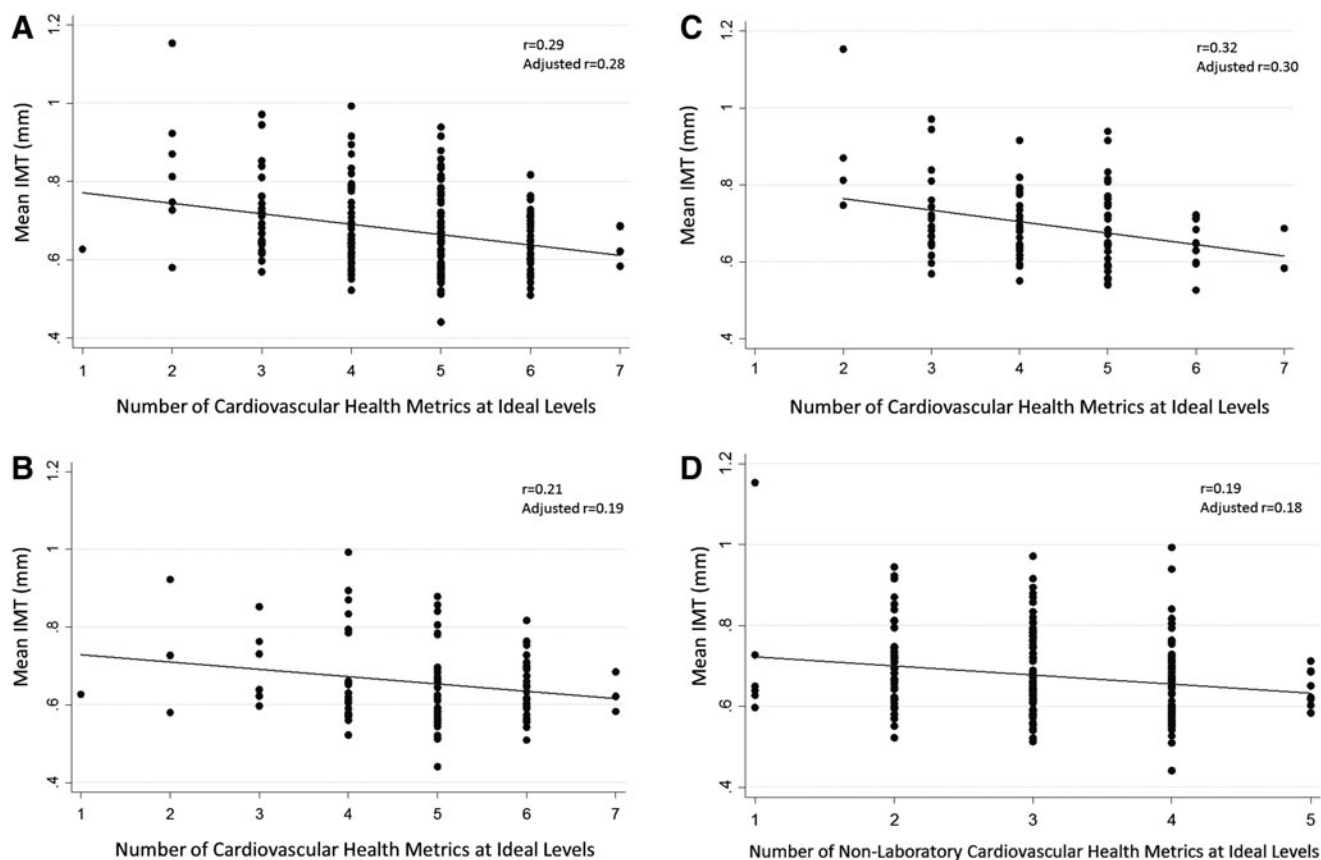 A
r=0.29
Adjusted r=0.28
Mean IMT (mm)
1.2
1
.8
.6
.4
1 2 3 4 5 6 7
Number of Cardiovascular Health Metrics at Ideal Levels
C
r=0.32
Adjusted r=0.30
Mean IMT (mm)
1.2
1
.8
.6
.4
1 2 3 4 5 6 7
Number of Cardiovascular Health Metrics at Ideal Levels
B
r=0.21
Adjusted r=0.19
Mean IMT (mm)
1.2
1
.8
.6
.4
1 2 3 4 5 6 7
Number of Cardiovascular Health Metrics at Ideal Levels
D
r=0.19
Adjusted r=0.18
Mean IMT (mm)
1.2
1
.8
.6
.4
1 2 3 4 5
Number of Non-Laboratory Cardiovascular Health Metrics at Ideal Levels